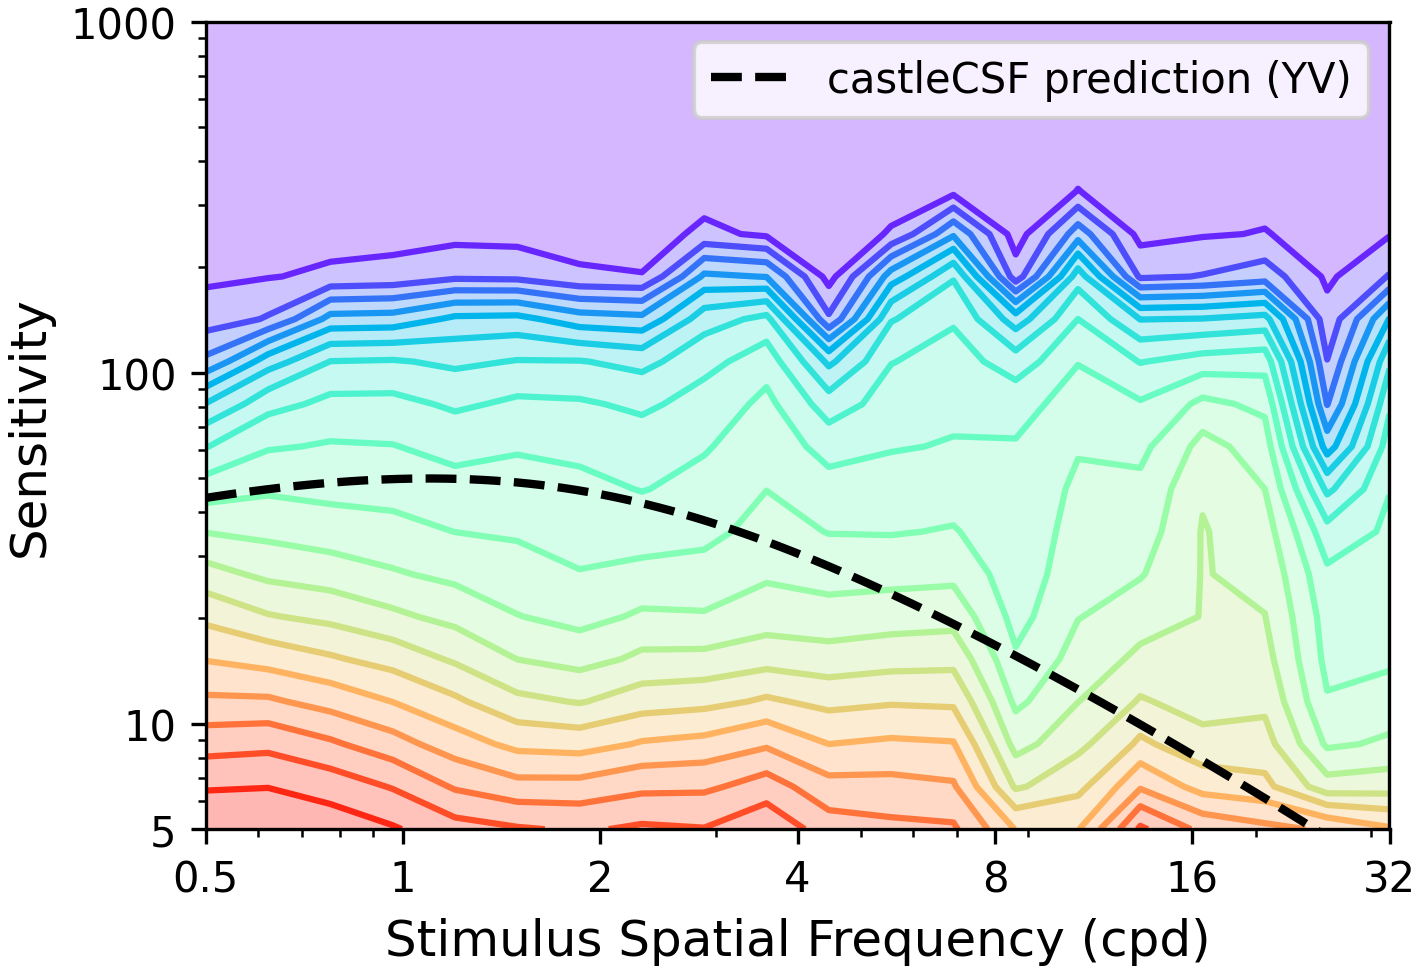 1000
castleCSF prediction (YV)
100
Sensitivity
10
5
0.5 1 2 4 8 16 32
Stimulus Spatial Frequency (cpd)